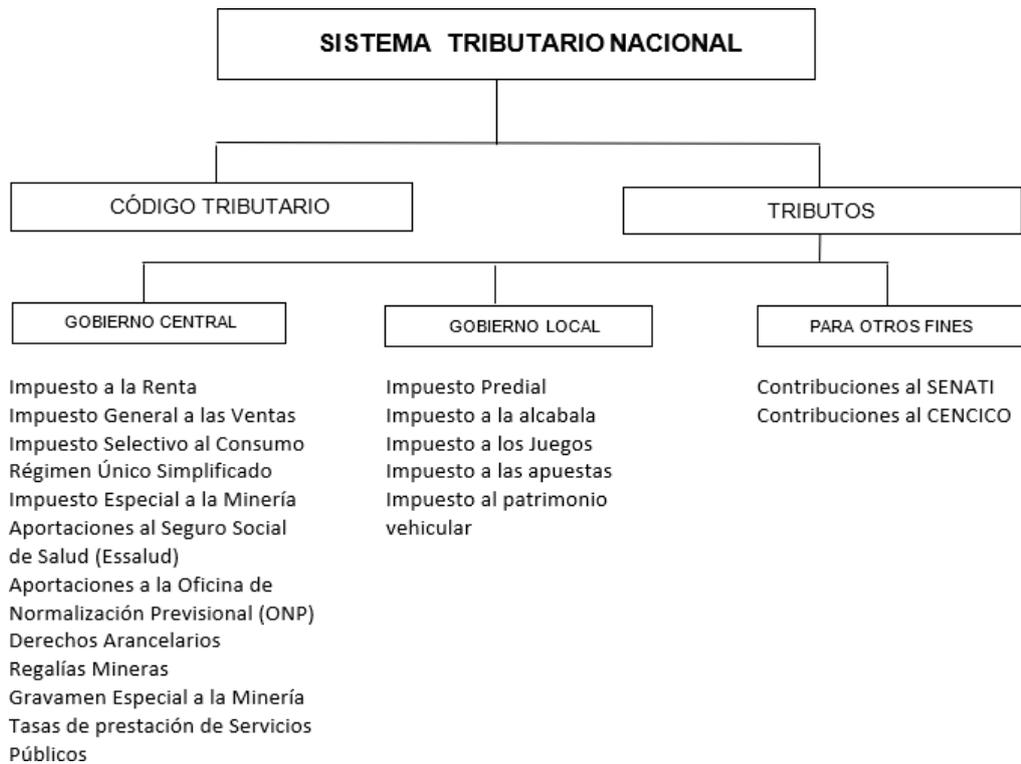 SISTEMA TRIBUTARIO NACIONAL
CÓDIGO TRIBUTARIO
TRIBUTOS
GOBIERNO CENTRAL
GOBIERNO LOCAL
PARA OTROS FINES
Impuesto a la Renta
Impuesto General a las Ventas
Impuesto Selectivo al Consumo
Régimen Único Simplificado
Impuesto Especial a la Minería
Aportaciones al Seguro Social
de Salud (Essalud)
Aportaciones a la Oficina de
Normalización Previsional (ONP)
Derechos Arancelarios
Regalías Mineras
Gravamen Especial a la Minería
Tasas de prestación de Servicios
Públicos
Impuesto Predial
Impuesto a la alcabala
Impuesto a los Juegos
Impuesto a las apuestas
Impuesto al patrimonio
vehicular
Contribuciones al SENATI
Contribuciones al CENCICO